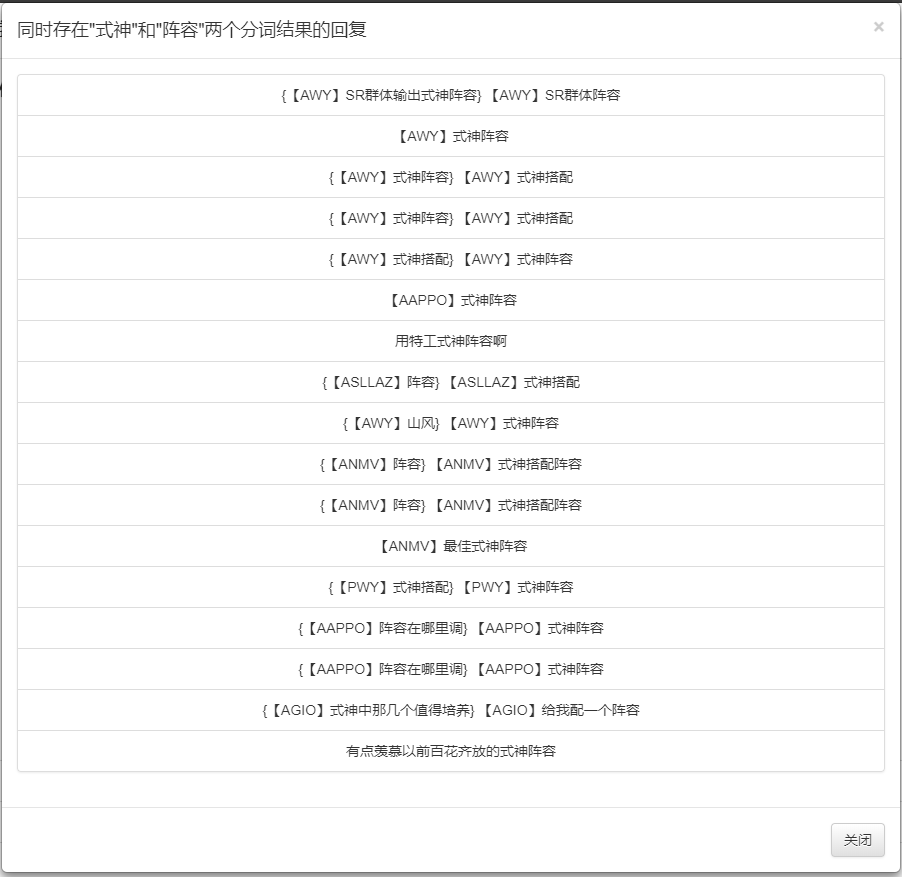 同时存在"式神"和"阵容"两个分词结果的回复
×
{【AWY】SR群体输出式神阵容} 【AWY】SR群体阵容
【AWY】式神阵容
{【AWY】式神阵容} 【AWY】式神搭配
{【AWY】式神阵容} 【AWY】式神搭配
{【AWY】式神搭配} 【AWY】式神阵容
【AAPPO】式神阵容
用特工式神阵容啊
{【ASLLAZ】阵容} 【ASLLAZ】式神搭配
{【AWY】山风} 【AWY】式神阵容
{【ANMV】阵容} 【ANMV】式神搭配阵容
{【ANMV】阵容} 【ANMV】式神搭配阵容
【ANMV】最佳式神阵容
{【PWY】式神搭配} 【PWY】式神阵容
{【AAPPO】阵容在哪里调} 【AAPPO】式神阵容
{【AAPPO】阵容在哪里调} 【AAPPO】式神阵容
{【AGIO】式神中那几个值得培养} 【AGIO】给我配一个阵容
有点羡慕以前百花齐放的式神阵容
关闭